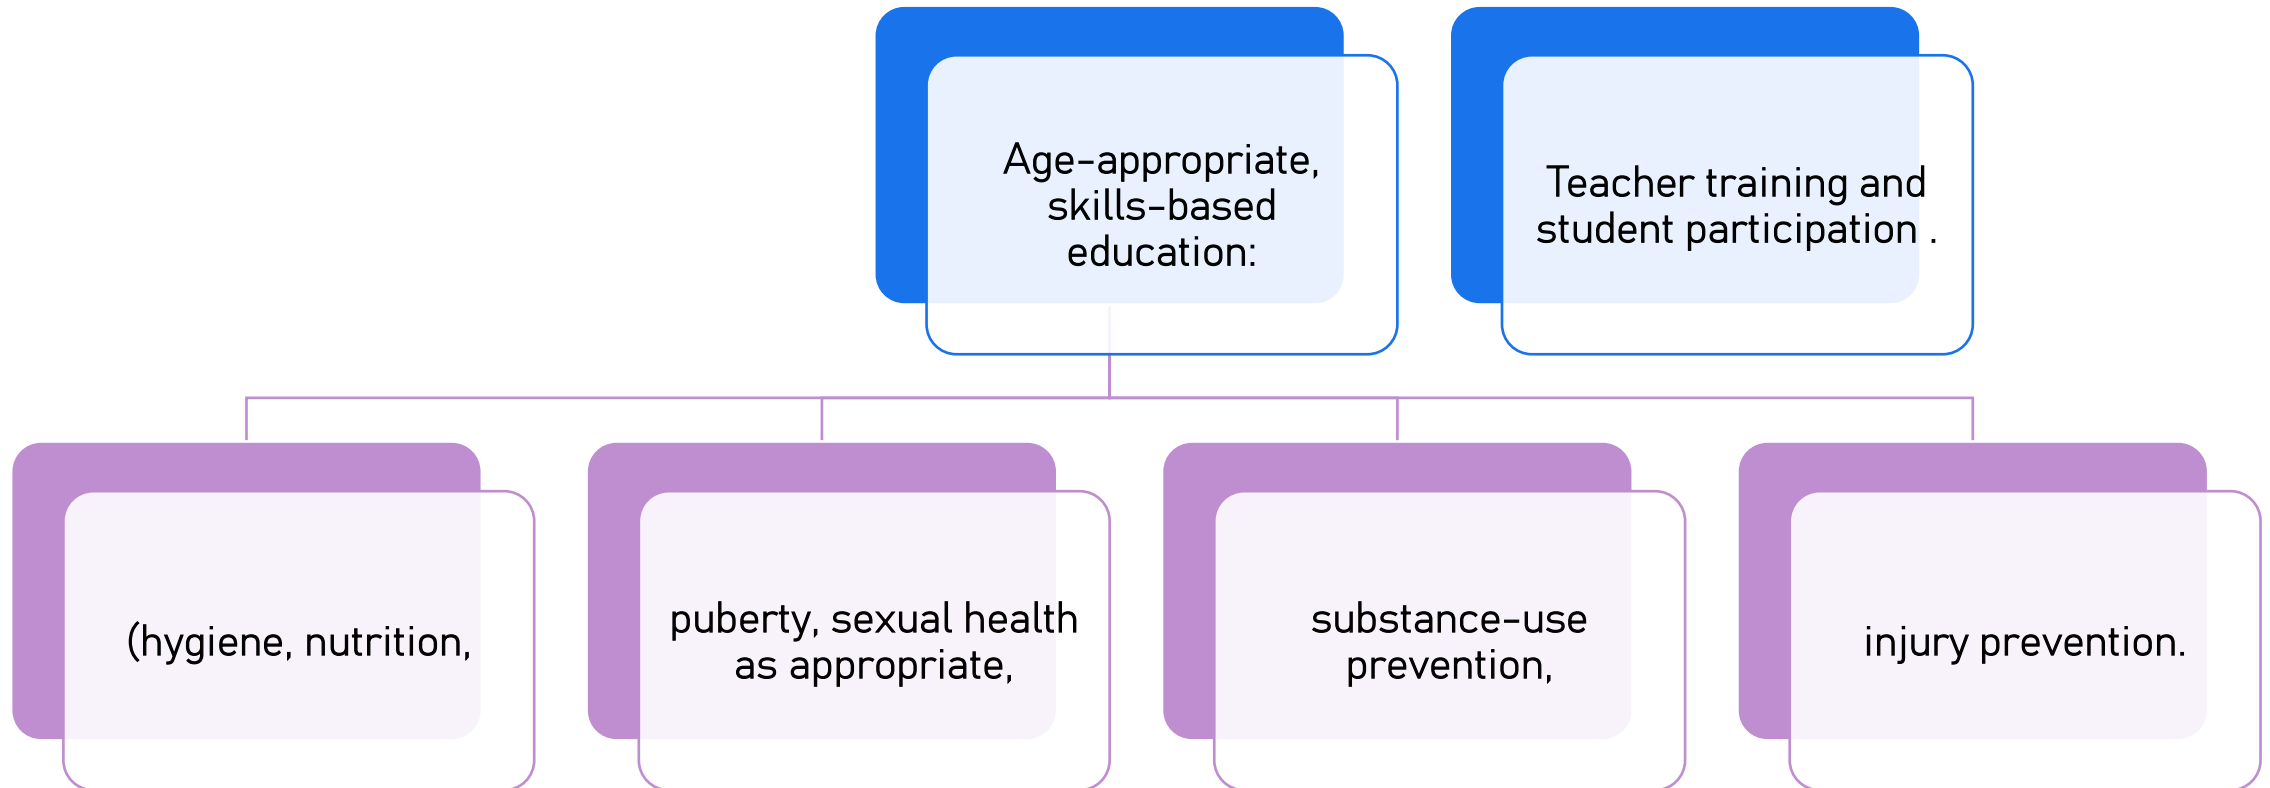 Age-appropriate,
skills-based
education:
Teacher training and
student participation .
(hygiene, nutrition,
puberty, sexual health
as appropriate,
substance-use
prevention,
injury prevention.